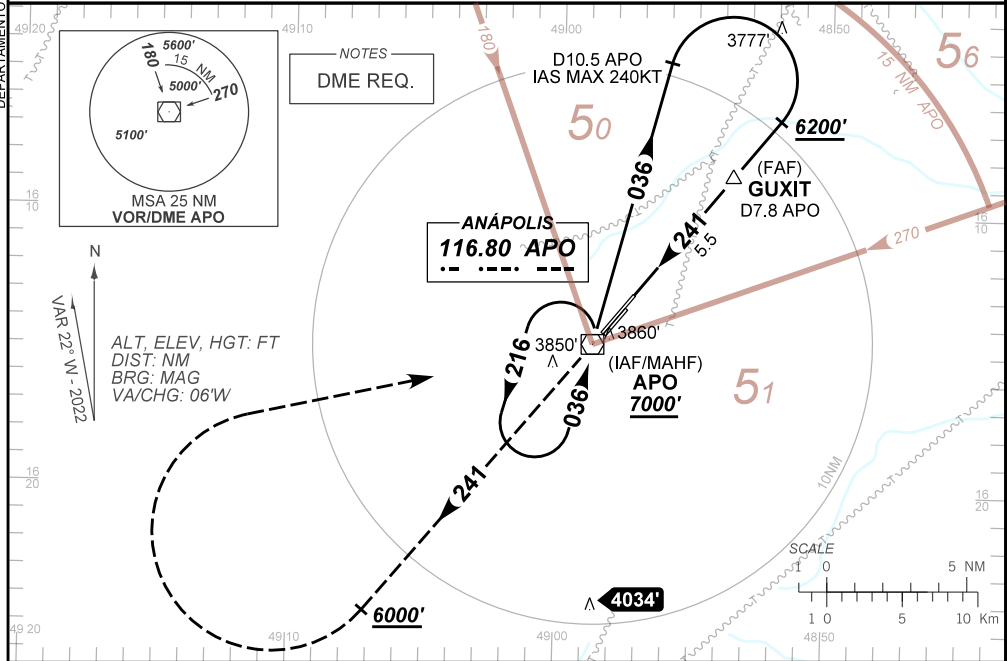 DEPARTAMENTO
49 20
49 10
49 00
48 50
5600'
180
15 NM
5000'
270
5100'
MSA 25 NM
VOR/DME APO
NOTES
DME REQ.
180
D10.5 APO
IAS MAX 240KT
3777'
50
56
15 NM APO
6200'
036
(FAF)
GUXIT
D7.8 APO
16
10
16
10
ANÁPOLIS
116.80 APO
241
5.5
270
N
VAR 22° W - 2022
ALT, ELEV, HGT: FT
DIST: NM
BRG: MAG
VA/CHG: 06'W
216
3850'
3860'
(IAF/MAHF)
APO
7000'
51
036
241
10NM
16
20
16
20
SCALE
1 0 5 NM
1 0 5 10 Km
4034'
6000'
49 20
49 10
49 00
48 50